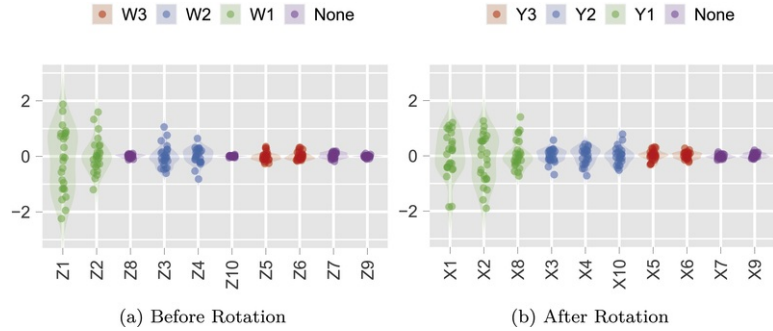 W3 W2 W1 None
Y3 Y2 Y1 None
2
0
−2
Z1 Z2 Z8 Z3 Z4 Z10 Z5 Z6 Z7 Z9
(a) Before Rotation
2
0
−2
X1 X2 X8 X3 X4 X10 X5 X6 X7 X9
(b) After Rotation